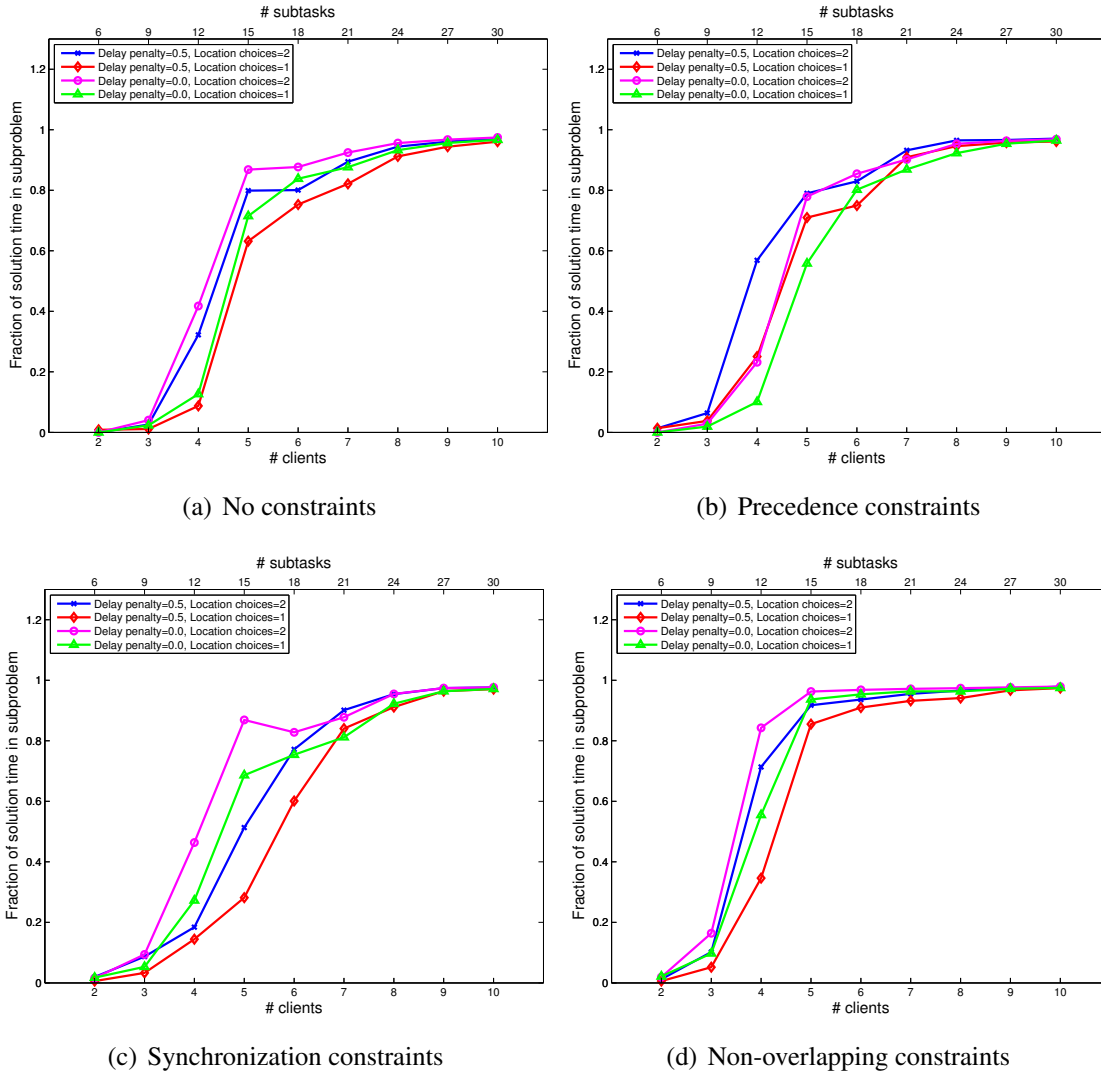 # subtasks
6 9 12 15 18 21 24 27 30
Delay penalty=0.5, Location choices=2
Delay penalty=0.5, Location choices=1
Delay penalty=0.0, Location choices=2
Delay penalty=0.0, Location choices=1
Fraction of solution time in subproblem
1.2
1
0.8
0.6
0.4
0.2
0
2 3 4 5 6 7 8 9 10
# clients
(a) No constraints
# subtasks
6 9 12 15 18 21 24 27 30
Delay penalty=0.5, Location choices=2
Delay penalty=0.5, Location choices=1
Delay penalty=0.0, Location choices=2
Delay penalty=0.0, Location choices=1
Fraction of solution time in subproblem
1.2
1
0.8
0.6
0.4
0.2
0
2 3 4 5 6 7 8 9 10
# clients
(b) Precedence constraints
# subtasks
6 9 12 15 18 21 24 27 30
Delay penalty=0.5, Location choices=2
Delay penalty=0.5, Location choices=1
Delay penalty=0.0, Location choices=2
Delay penalty=0.0, Location choices=1
Fraction of solution time in subproblem
1.2
1
0.8
0.6
0.4
0.2
0
2 3 4 5 6 7 8 9 10
# clients
(c) Synchronization constraints
# subtasks
6 9 12 15 18 21 24 27 30
Delay penalty=0.5, Location choices=2
Delay penalty=0.5, Location choices=1
Delay penalty=0.0, Location choices=2
Delay penalty=0.0, Location choices=1
Fraction of solution time in subproblem
1.2
1
0.8
0.6
0.4
0.2
0
2 3 4 5 6 7 8 9 10
# clients
(d) Non-overlapping constraints